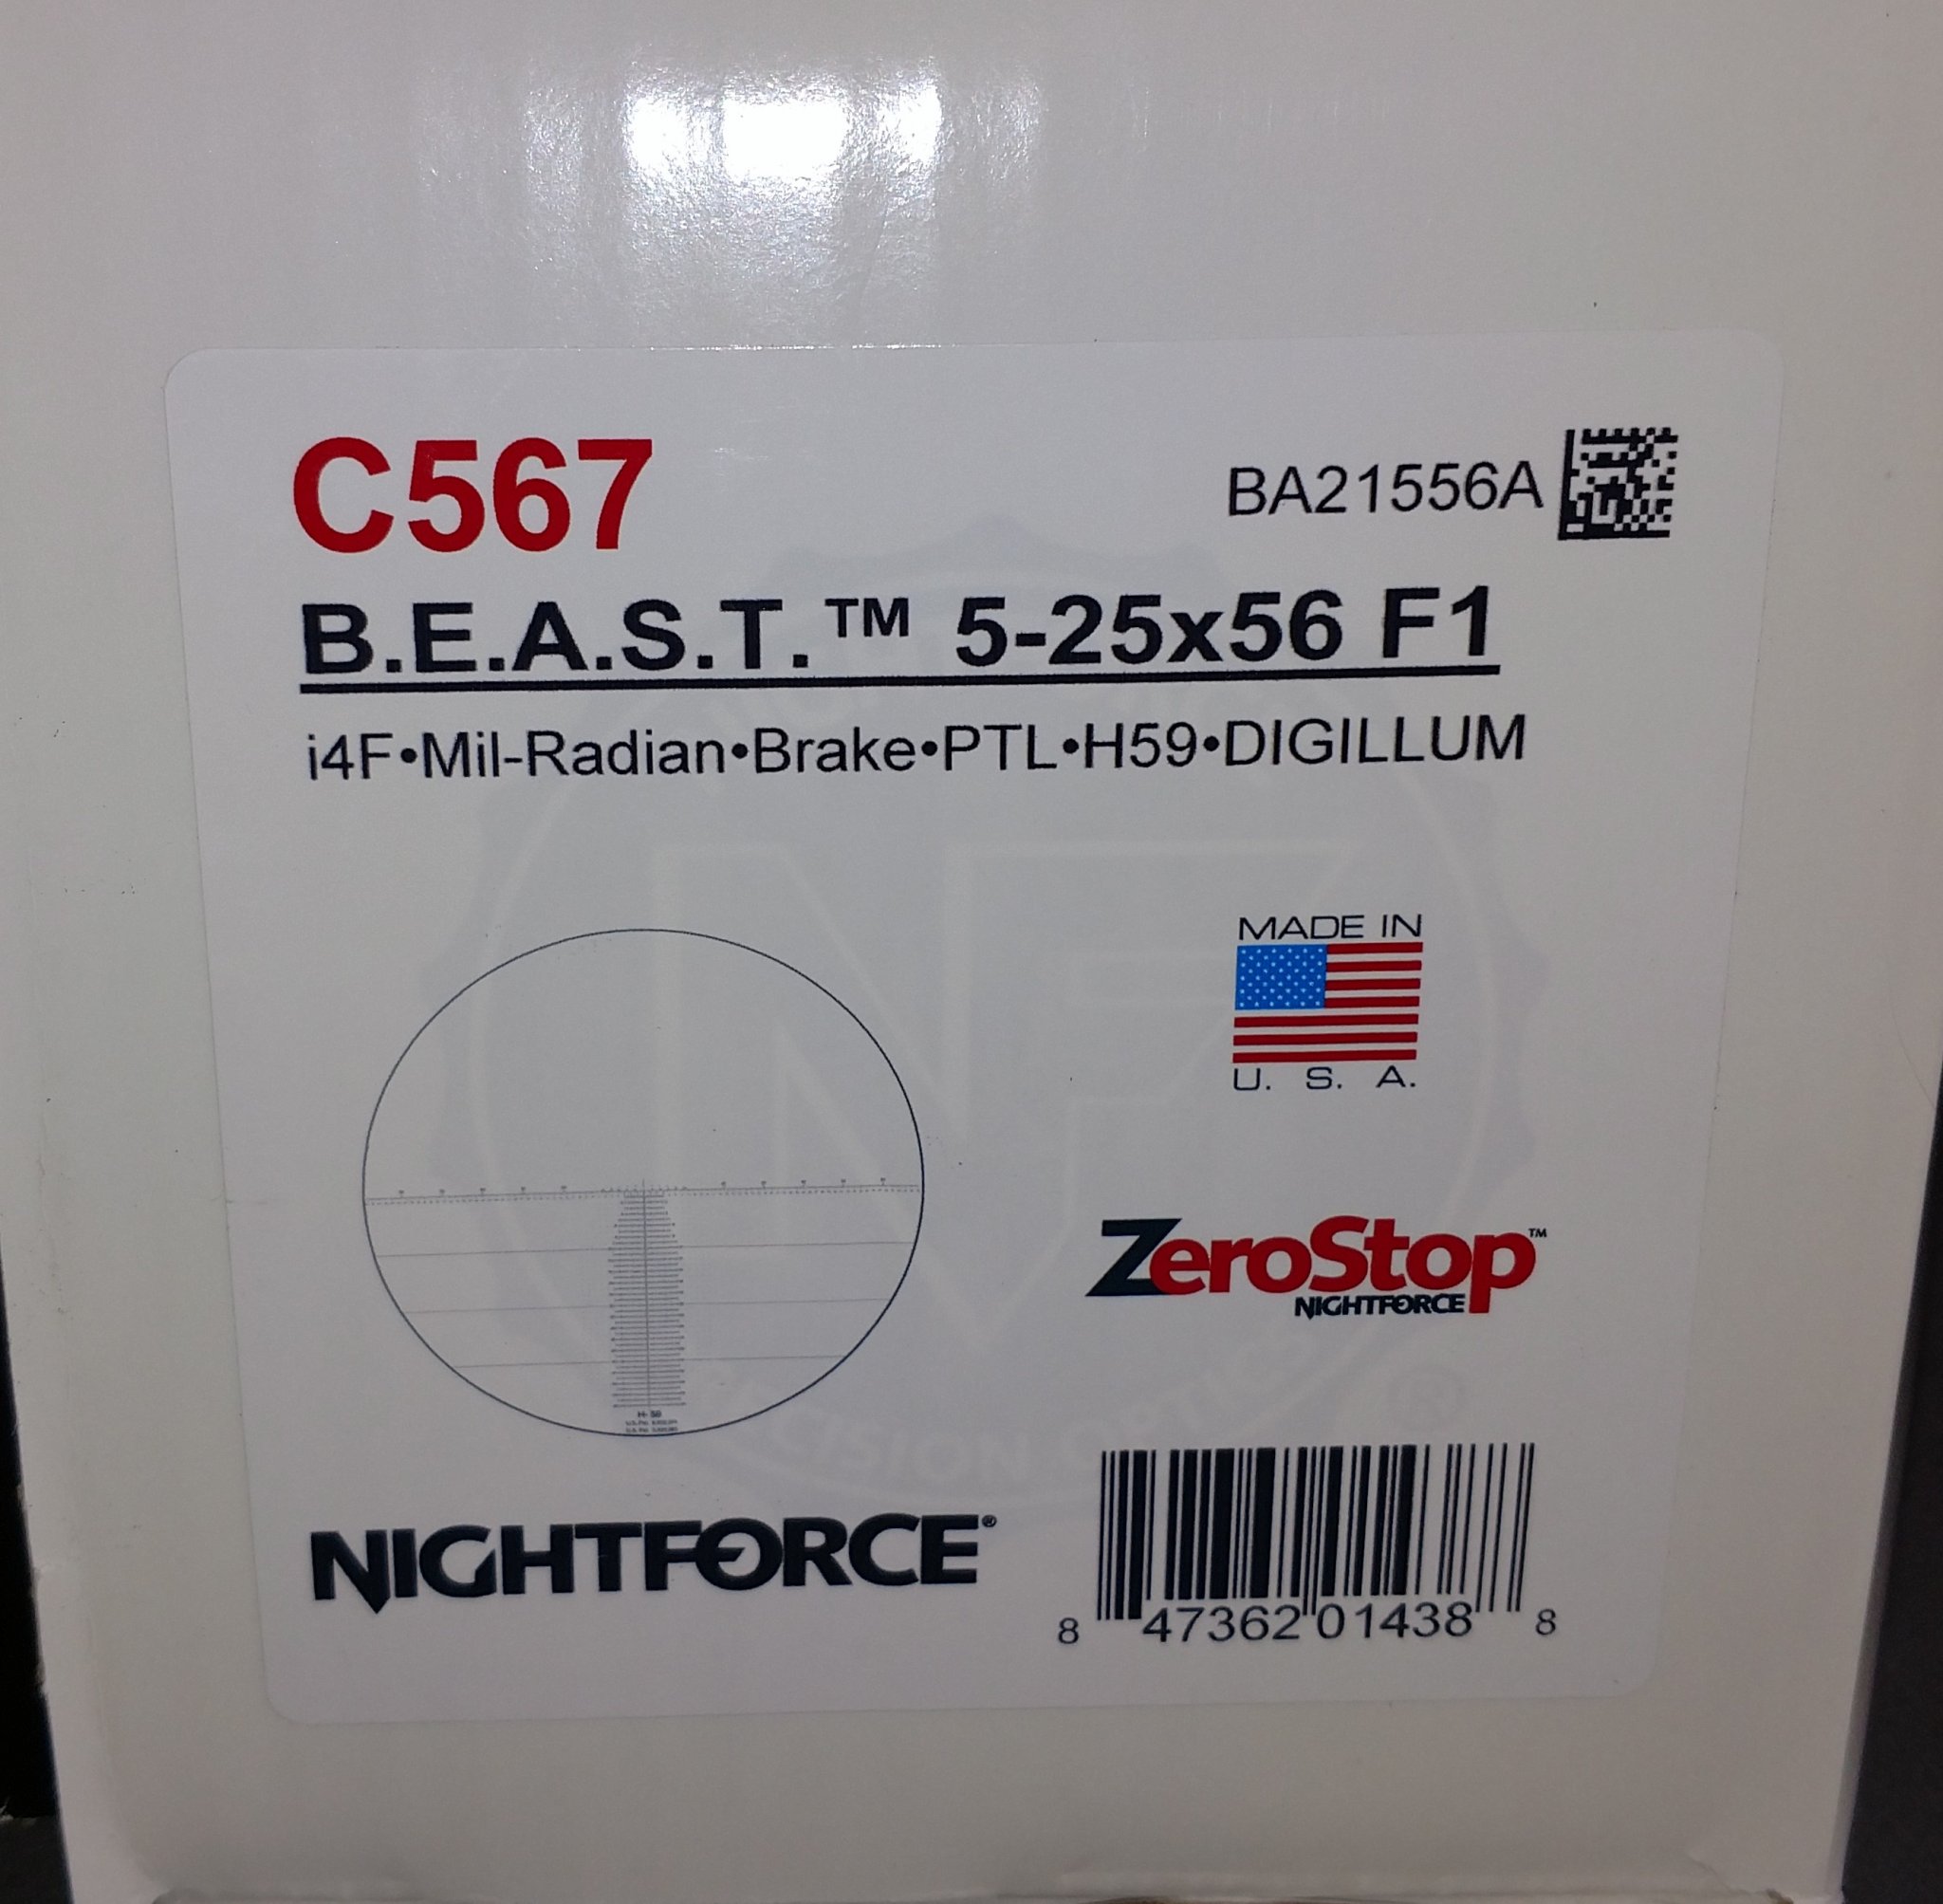 C567
BA21556A
B.E.A.S.T.™ 5-25x56 F1
i4F•Mil-Radian•Brake•PTL•H59•DIGILLUM
MADE IN
U. S. A.
ZeroStop™
NIGHTFORCE
NF
NIGHTFORCE®
8 47362 01438 8